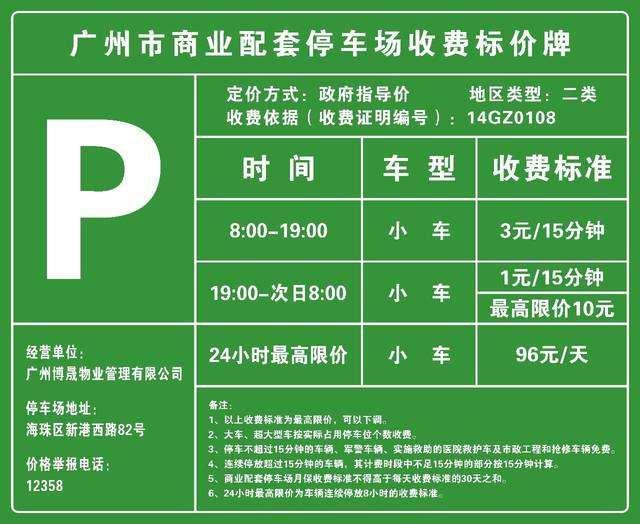 广州市商业配套停车场收费标价牌
P
定价方式：政府指导价 地区类型：二类
收费依据（收费证明编号）：14GZ0108
时间 车型 收费标准
8:00-19:00 小车 3元/15分钟
19:00-次日8:00 小车 1元/15分钟
最高限价10元
24小时最高限价 小车 96元/天
经营单位：
广州博晟物业管理有限公司
停车场地址：
海珠区新港西路82号
价格举报电话：
12358
备注：
1、以上收费标准为最高限价，可以下调。
2、大车、超大型车按实际占用停车位个数收费。
3、停车不超过15分钟的车辆、军警车辆、实施救助的医院救护车及市政工程和抢修车辆免费。
4、连续停放超过15分钟的车辆，其计费时段中不足15分钟的部分按15分钟计算。
5、商业配套停车场月保收费标准不得高于每天收费标准的30天之和。
6、24小时最高限价为车辆连续停放8小时的收费标准。